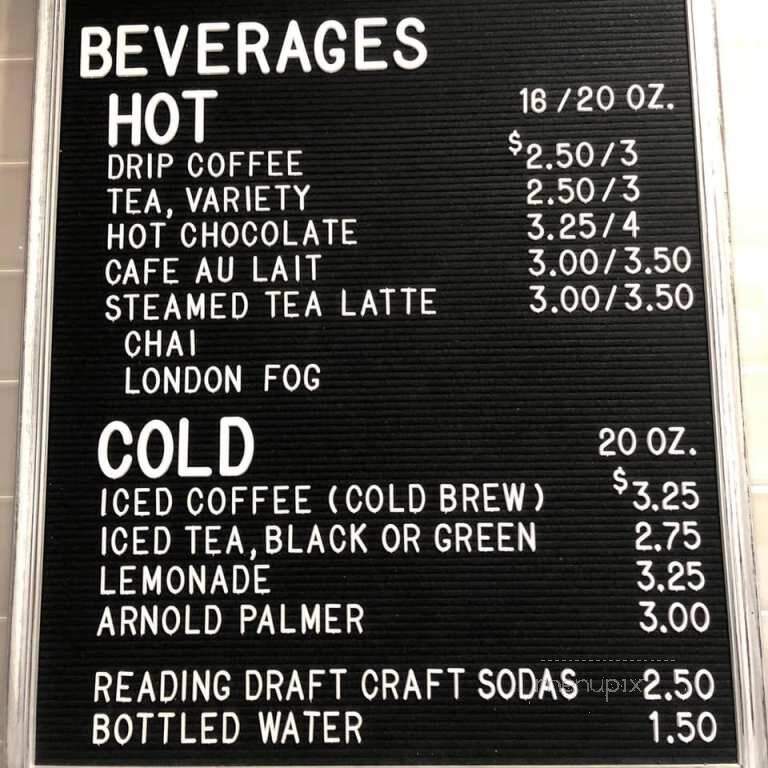 BEVERAGES
HOT 16/20 OZ.
DRIP COFFEE $2.50/3
TEA, VARIETY 2.50/3
HOT CHOCOLATE 3.25/4
CAFE AU LAIT 3.00/3.50
STEAMED TEA LATTE 3.00/3.50
CHAI
LONDON FOG
COLD 20 OZ.
ICED COFFEE (COLD BREW) $3.25
ICED TEA, BLACK OR GREEN 2.75
LEMONADE 3.25
ARNOLD PALMER 3.00
READING DRAFT CRAFT SODAS 2.50
BOTTLED WATER 1.50